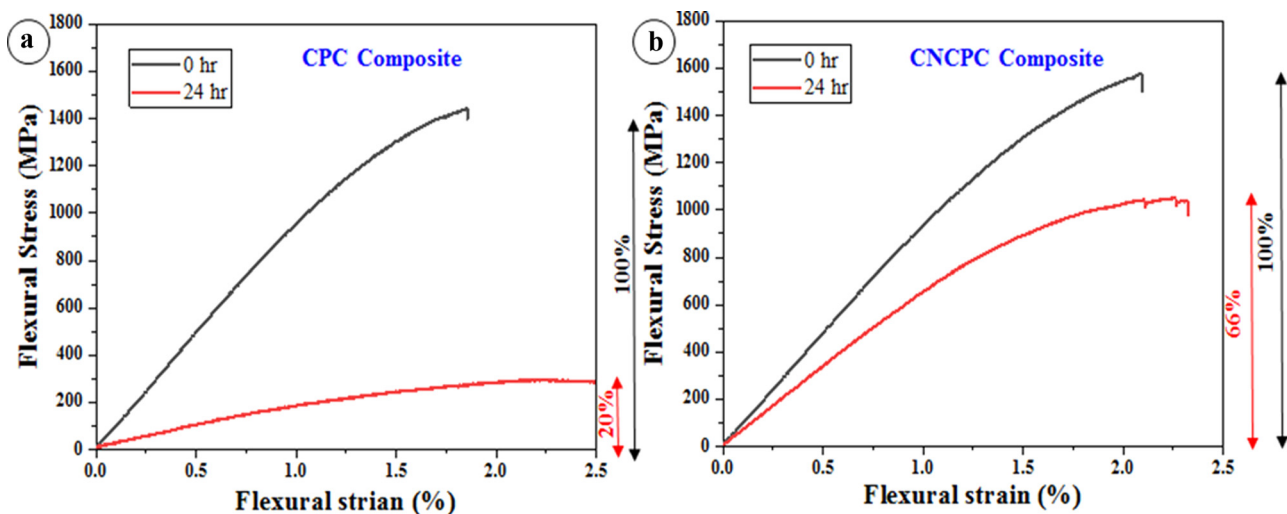 a
CPC Composite
0 hr
24 hr
1800
1600
1400
1200
1000
800
600
400
200
0
0.0 0.5 1.0 1.5 2.0 2.5
Flexural Stress (MPa)
Flexural strian (%)
100%
20%
b
CNCPC Composite
0 hr
24 hr
1800
1600
1400
1200
1000
800
600
400
200
0
0.0 0.5 1.0 1.5 2.0 2.5
Flexural Stress (MPa)
Flexural strain (%)
66%
100%